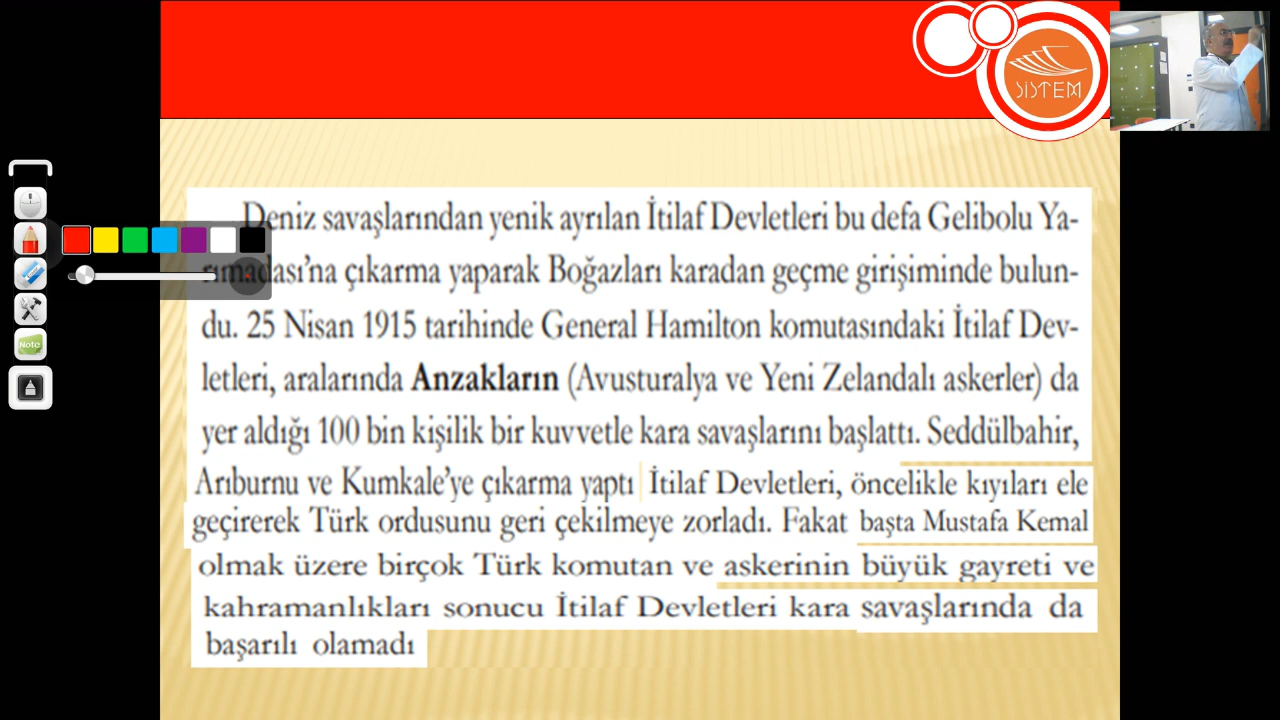 SİSTEM
Deniz savaşlarından yenik ayrılan İtilaf Devletleri bu defa Gelibolu Ya-
rımadası'na çıkarma yaparak Boğazları karadan geçme girişiminde bulun-
du. 25 Nisan 1915 tarihinde General Hamilton komutasındaki İtilaf Dev-
letleri, aralarında Anzakların (Avusturalya ve Yeni Zelandalı askerler) da
yer aldığı 100 bin kişilik bir kuvvetle kara savaşlarını başlattı. Seddülbahir,
Arıburnu ve Kumkale'ye çıkarma yaptı İtilaf Devletleri, öncelikle kıyıları ele
geçirerek Türk ordusunu geri çekilmeye zorladı. Fakat başta Mustafa Kemal
olmak üzere birçok Türk komutan ve askerinin büyük gayreti ve
kahramanlıkları sonucu İtilaf Devletleri kara savaşlarında da
başarılı olamadı
Note